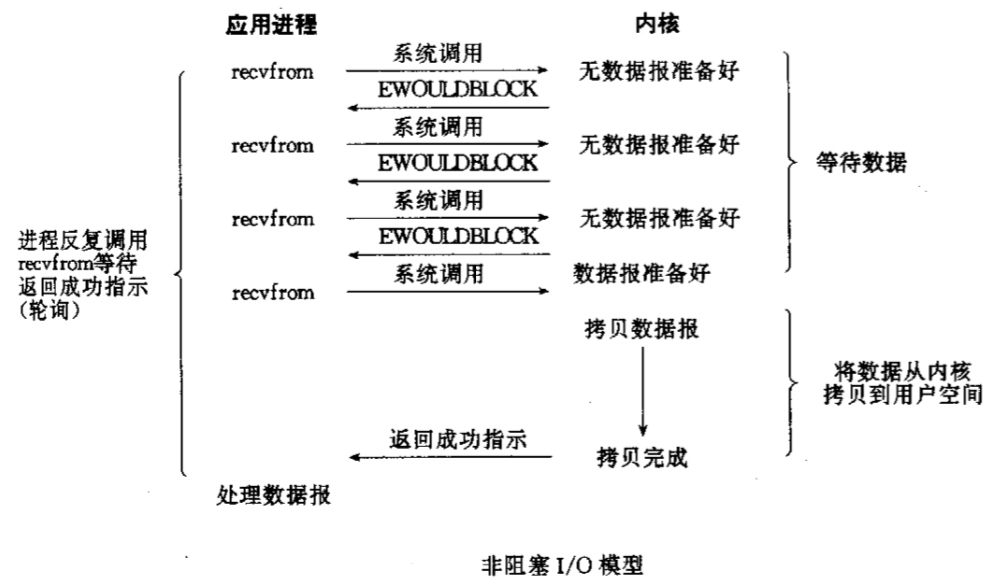 应用进程
内核
recvfrom
系统调用
无数据报准备好
EWOULDBLOCK
recvfrom
系统调用
无数据报准备好
EWOULDBLOCK
等待数据
recvfrom
系统调用
无数据报准备好
EWOULDBLOCK
进程反复调用
recvfrom等待
返回成功指示
(轮询)
recvfrom
系统调用
数据报准备好
拷贝数据报
将数据从内核
拷贝到用户空间
返回成功指示
拷贝完成
处理数据报
非阻塞 I/O 模型